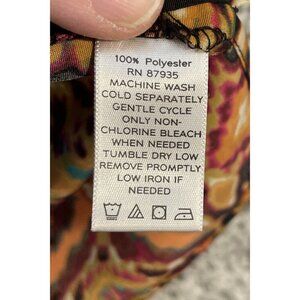 100% Polyester
RN 87935
MACHINE WASH
COLD SEPARATELY
GENTLE CYCLE
ONLY NON-
CHLORINE BLEACH
WHEN NEEDED
TUMBLE DRY LOW
REMOVE PROMPTLY
LOW IRON IF
NEEDED